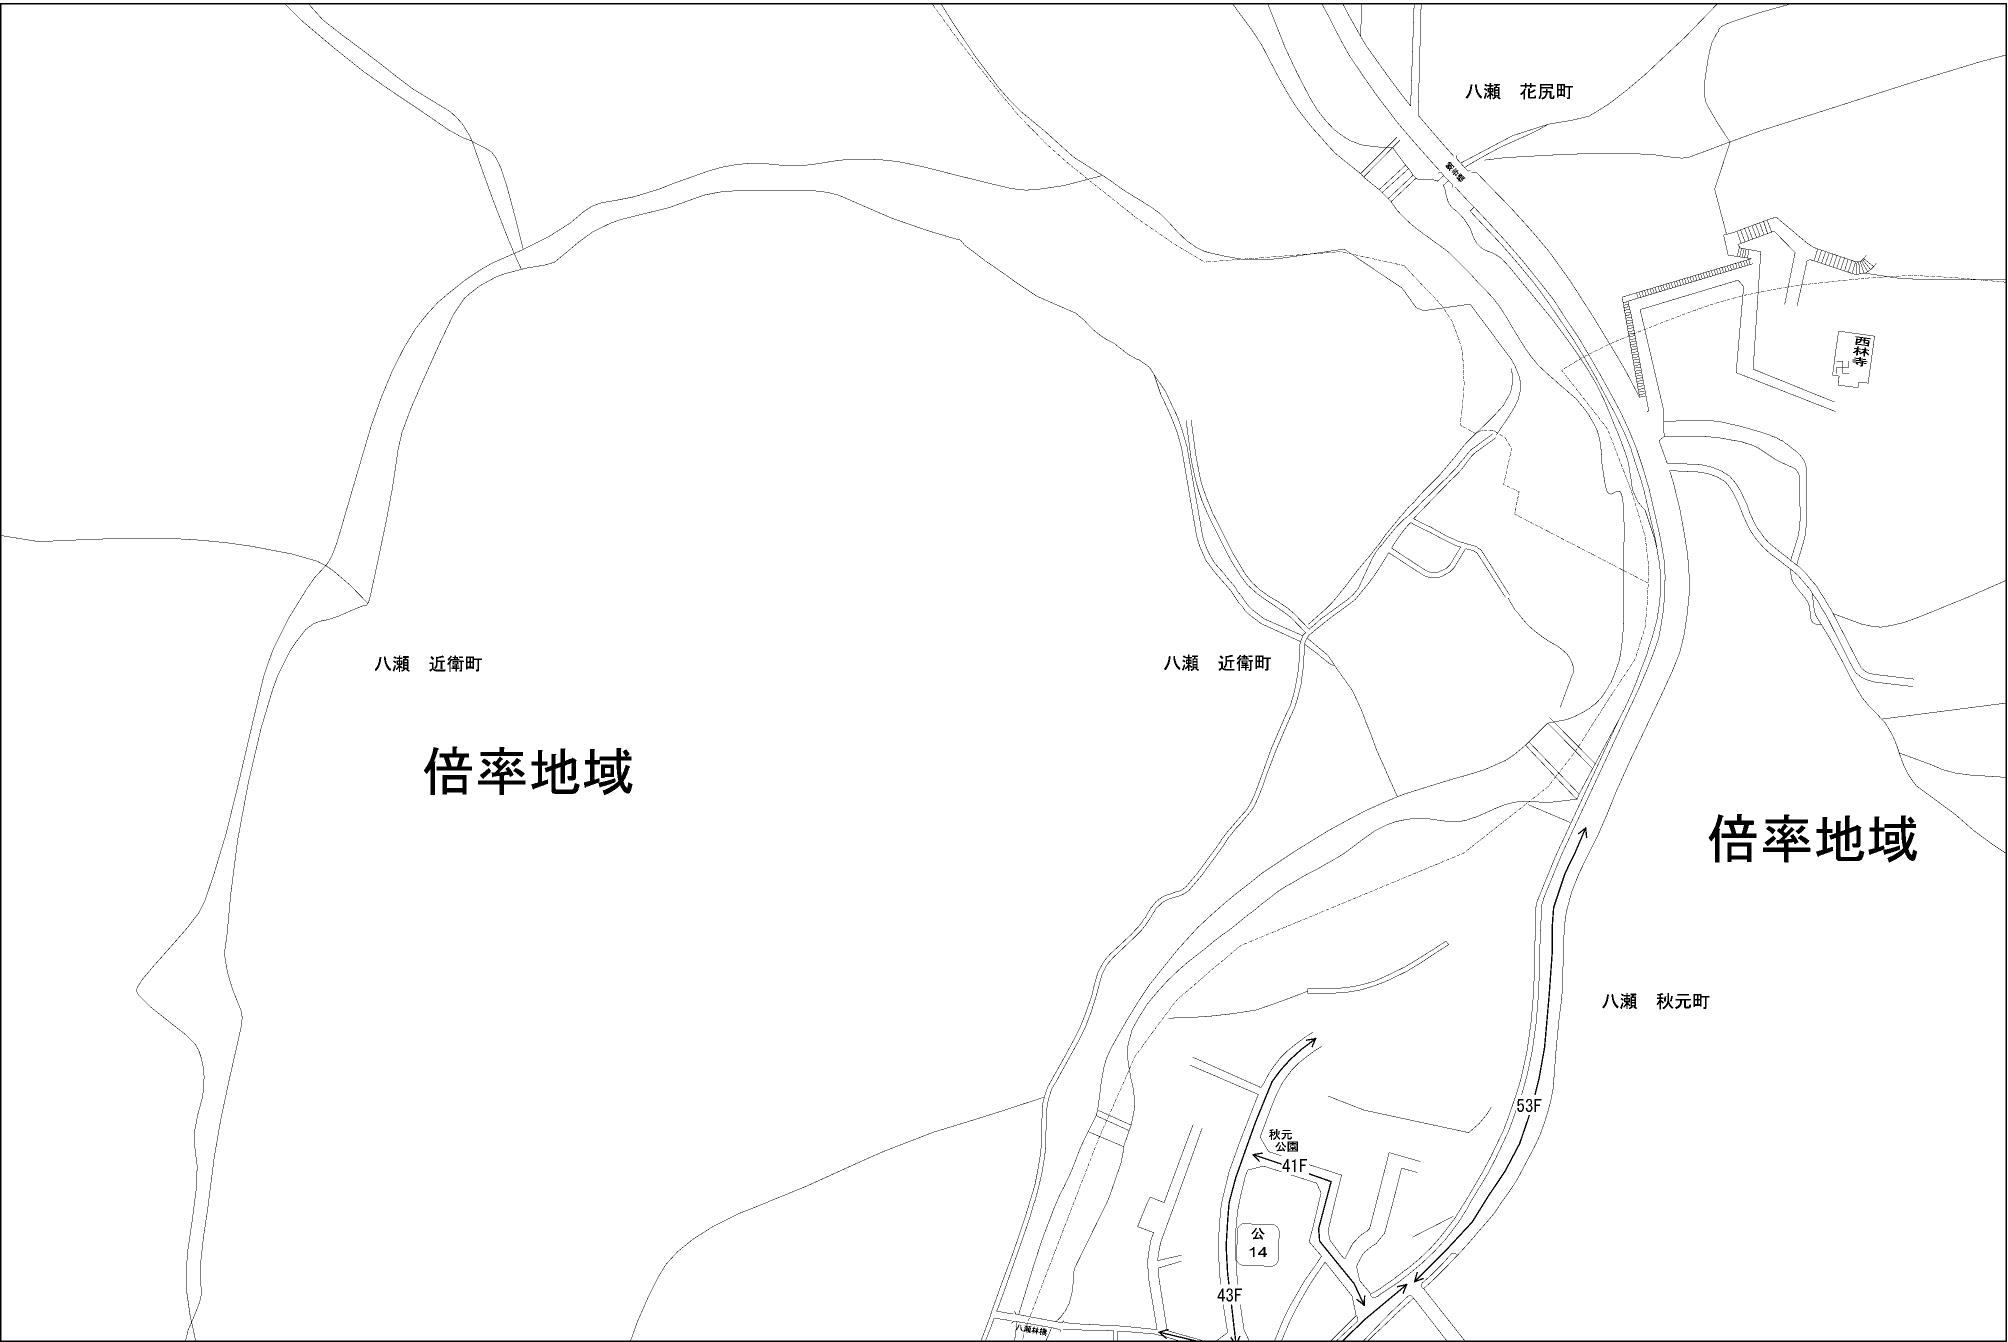 八瀬　花尻町
西林寺
八瀬　近衛町
八瀬　近衛町
倍率地域
倍率地域
八瀬　秋元町
53F
秋元
公園
41F
公
14
43F